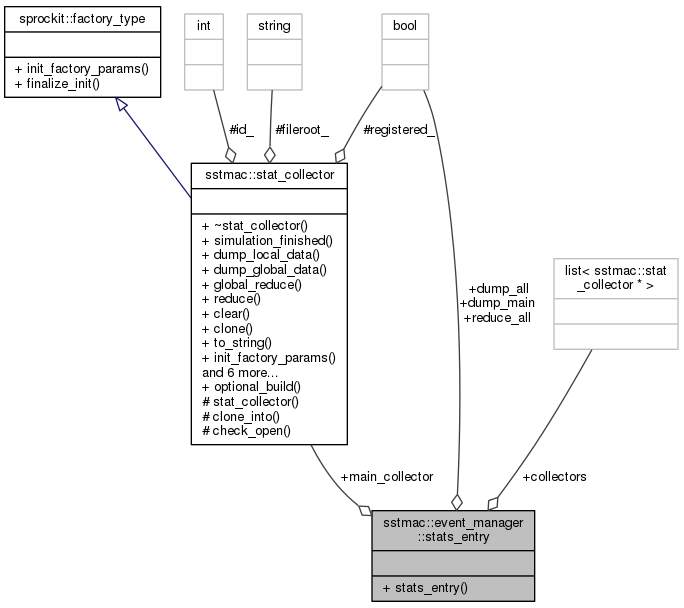 sprockit::factory_type
+ init_factory_params()
+ finalize_init()
int
string
bool
#id_
#fileroot_
#registered_
sstmac::stat_collector
+ ~stat_collector()
+ simulation_finished()
+ dump_local_data()
+ dump_global_data()
+ global_reduce()
+ reduce()
+ clear()
+ clone()
+ to_string()
+ init_factory_params()
and 6 more...
+ optional_build()
# stat_collector()
# clone_into()
# check_open()
list< sstmac::stat
_collector * >
+dump_all
+dump_main
+reduce_all
+main_collector
+collectors
sstmac::event_manager
::stats_entry
+ stats_entry()